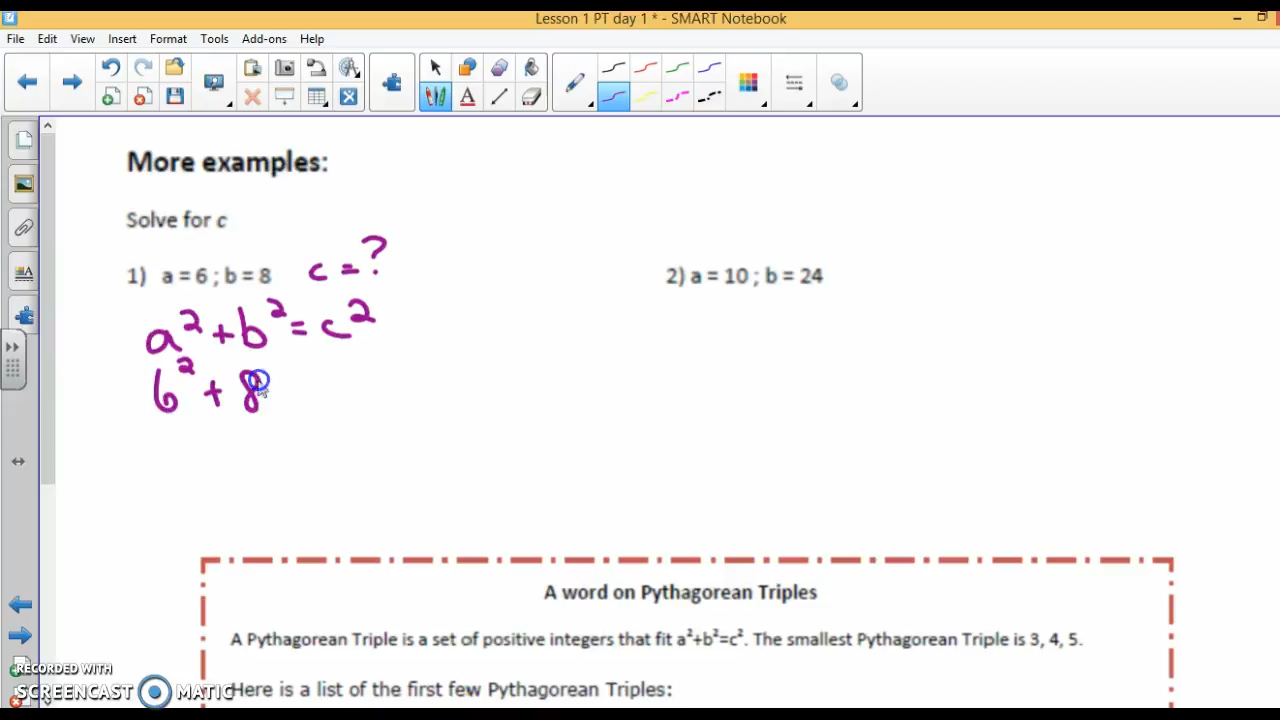 Lesson 1 PT day 1 * - SMART Notebook
File Edit View Insert Format Tools Add-ons Help
More examples:
Solve for c
1) a = 6 ; b = 8 c = ?
2) a = 10 ; b = 24
a² + b² = c²
6² + 8
A word on Pythagorean Triples
A Pythagorean Triple is a set of positive integers that fit a²+b²=c². The smallest Pythagorean Triple is 3, 4, 5.
Here is a list of the first few Pythagorean Triples:
RECORDED WITH
SCREENCAST MATIC